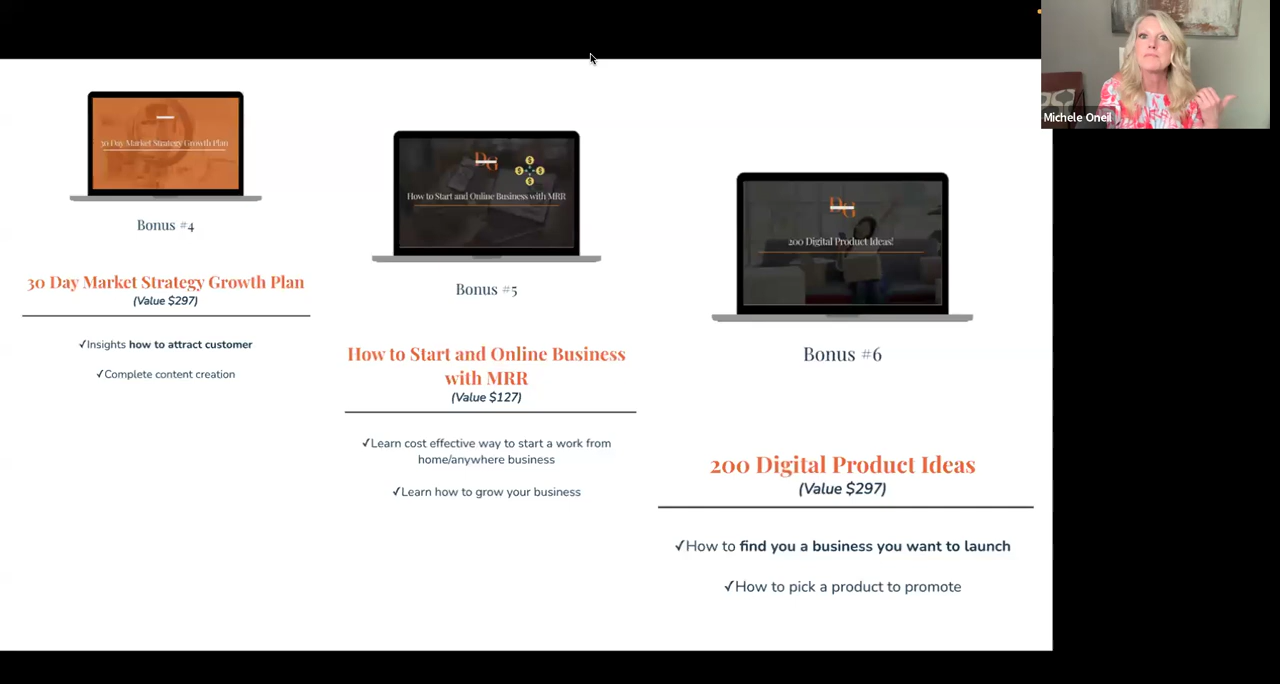 Michele Oneil
30 Day Market Strategy Growth Plan
Bonus #4
30 Day Market Strategy Growth Plan
(Value $297)
✓Insights how to attract customer
✓Complete content creation
DG
How to Start and Online Business with MRR
Bonus #5
How to Start and Online Business
with MRR
(Value $127)
✓Learn cost effective way to start a work from
home/anywhere business
✓Learn how to grow your business
DG
200 Digital Product Ideas!
Bonus #6
200 Digital Product Ideas
(Value $297)
✓How to find you a business you want to launch
✓How to pick a product to promote